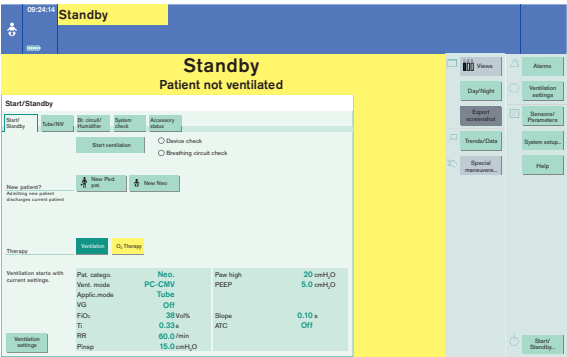 09:24:14
Standby
Standby
Patient not ventilated
Start/Standby
Start/
Standby
Tube/NIV
Br. circuit/
Humidifier
System
check
Accessory
status
Start ventilation
Device check
Breathing circuit check
New patient?
Admitting new patient
discharges current patient
New Ped.
pat.
New Neo
Therapy
Ventilation
O₂ Therapy
Ventilation starts with
current settings.
Pat. catego. Neo.
Vent. mode PC-CMV
Applic.mode Tube
VG Off
FiO₂ 38 Vol%
Ti 0.33 s
RR 60.0 /min
Pinsp 15.0 cmH₂O
Paw high 20 cmH₂O
PEEP 5.0 cmH₂O
Slope 0.10 s
ATC Off
Ventilation
settings
Views
Day/Night
Export
screenshot
Trends/Data
Special
maneuvers...
Alarms
Ventilation
settings
Sensors/
Parameters
System setup..
Help
Start/
Standby...